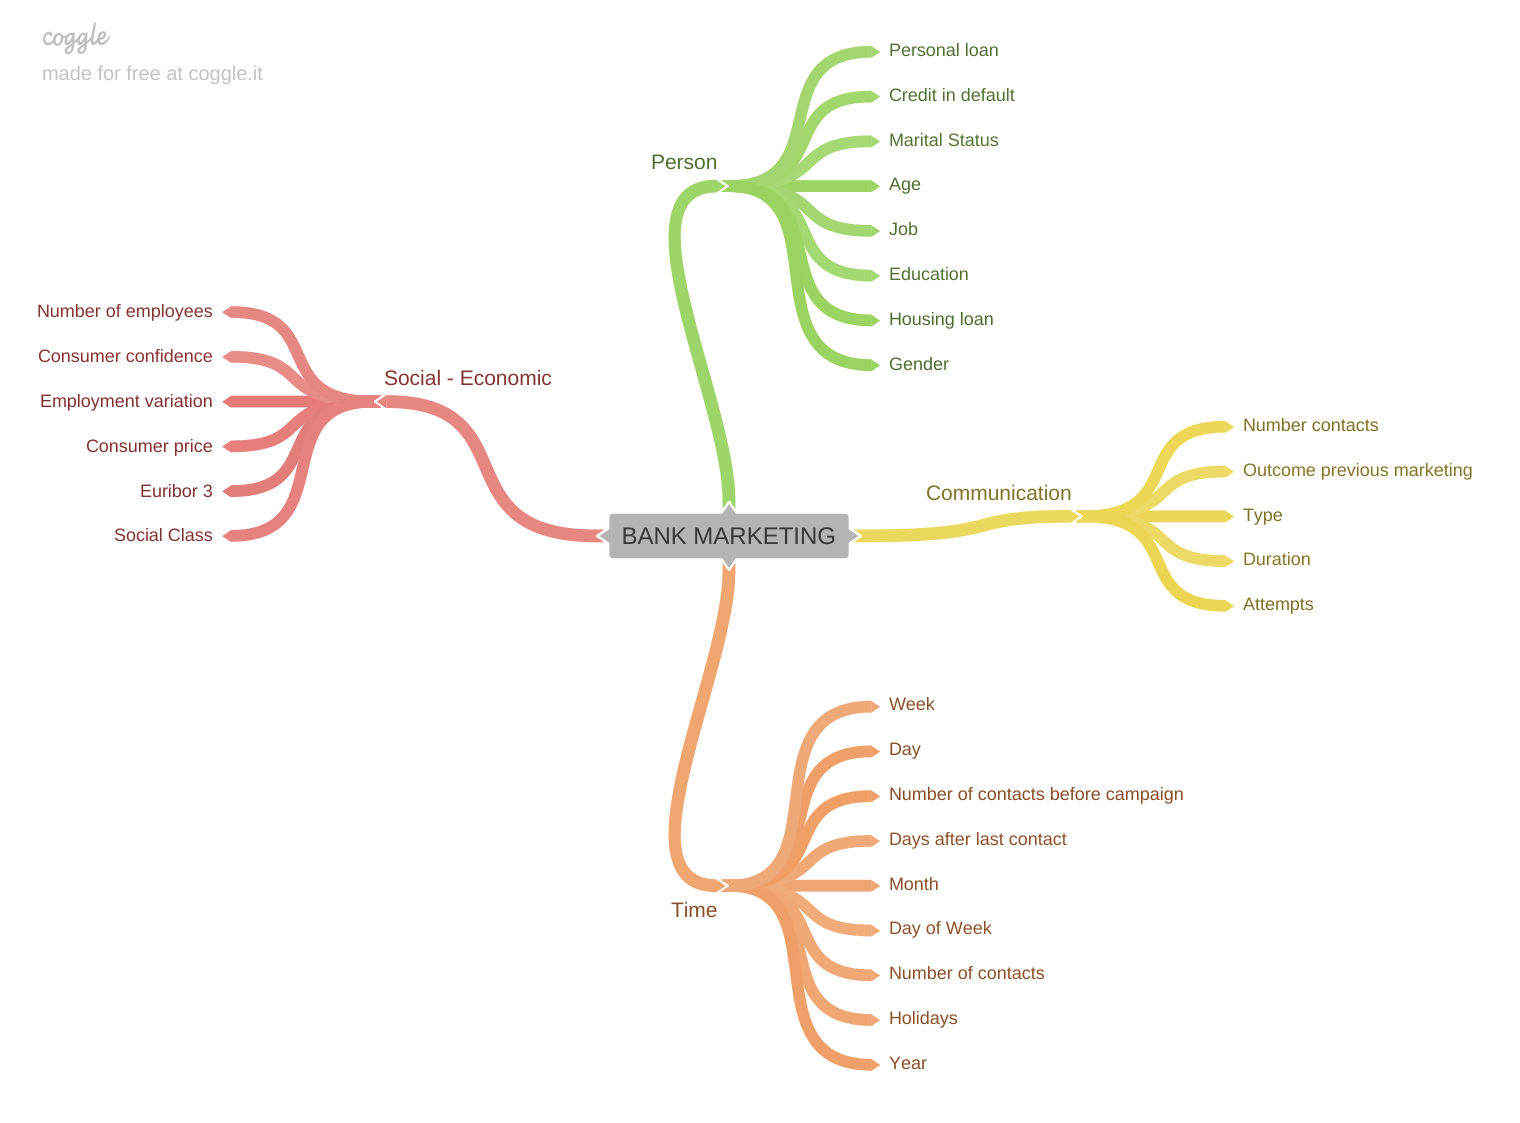 coggle
made for free at coggle.it
Person
Personal loan
Credit in default
Marital Status
Age
Job
Education
Housing loan
Gender
Social - Economic
Number of employees
Consumer confidence
Employment variation
Consumer price
Euribor 3
Social Class
BANK MARKETING
Communication
Number contacts
Outcome previous marketing
Type
Duration
Attempts
Time
Week
Day
Number of contacts before campaign
Days after last contact
Month
Day of Week
Number of contacts
Holidays
Year